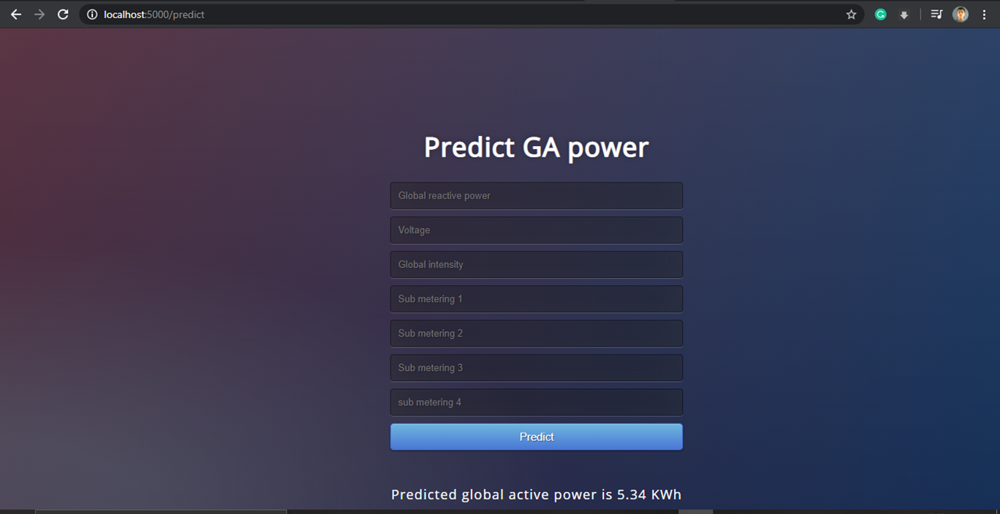 localhost:5000/predict
Predict GA power
Global reactive power
Voltage
Global intensity
Sub metering 1
Sub metering 2
Sub metering 3
sub metering 4
Predict
Predicted global active power is 5.34 KWh